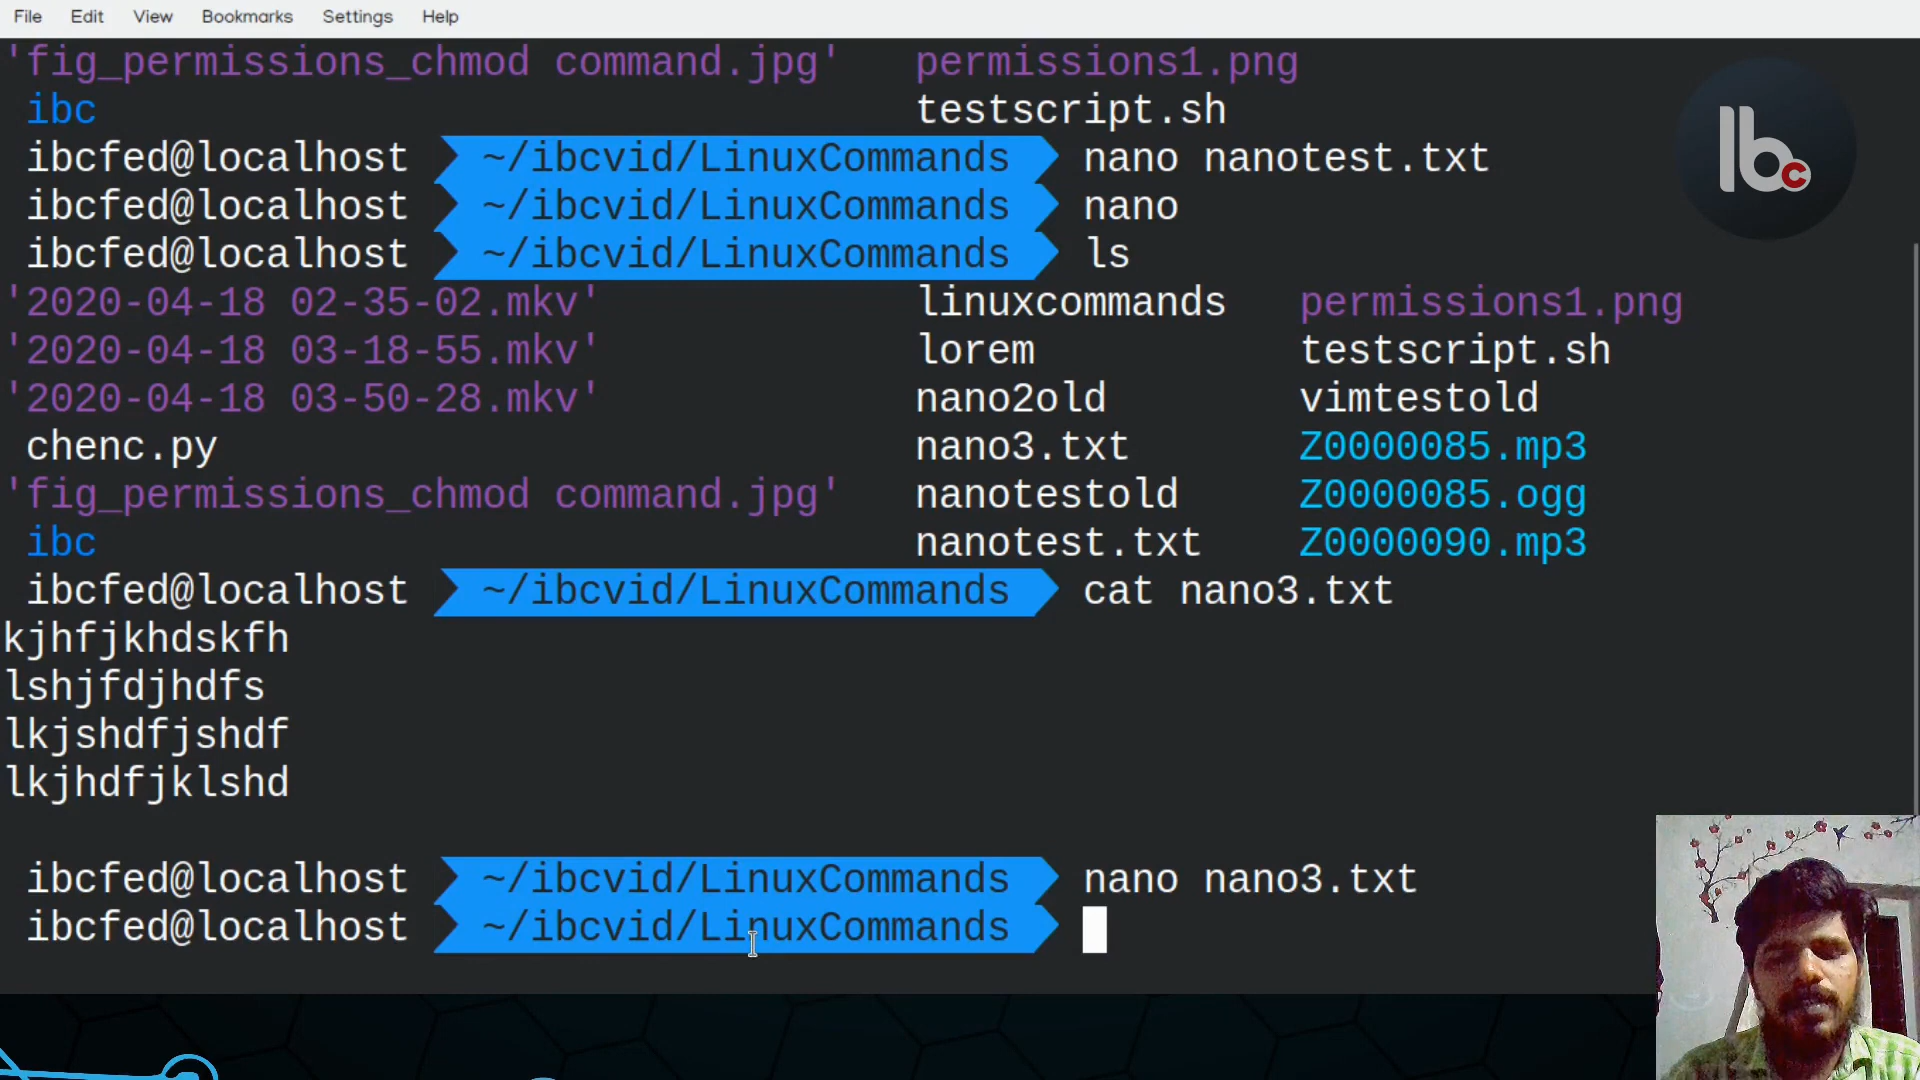 File Edit View Bookmarks Settings Help
'fig_permissions_chmod command.jpg' permissions1.png
ibc testscript.sh
ibcfed@localhost ~/ibcvid/LinuxCommands nano nanotest.txt
ibcfed@localhost ~/ibcvid/LinuxCommands nano
ibcfed@localhost ~/ibcvid/LinuxCommands ls
'2020-04-18 02-35-02.mkv' linuxcommands permissions1.png
'2020-04-18 03-18-55.mkv' lorem testscript.sh
'2020-04-18 03-50-28.mkv' nano2old vimtestold
chenc.py nano3.txt Z0000085.mp3
'fig_permissions_chmod command.jpg' nanotestold Z0000085.ogg
ibc nanotest.txt Z0000090.mp3
ibcfed@localhost ~/ibcvid/LinuxCommands cat nano3.txt
kjhfjkhdskfh
lshjfdjhdfs
lkjshdfjshdf
lkjhdfjklshd
ibcfed@localhost ~/ibcvid/LinuxCommands nano nano3.txt
ibcfed@localhost ~/ibcvid/LinuxCommands
Ibc